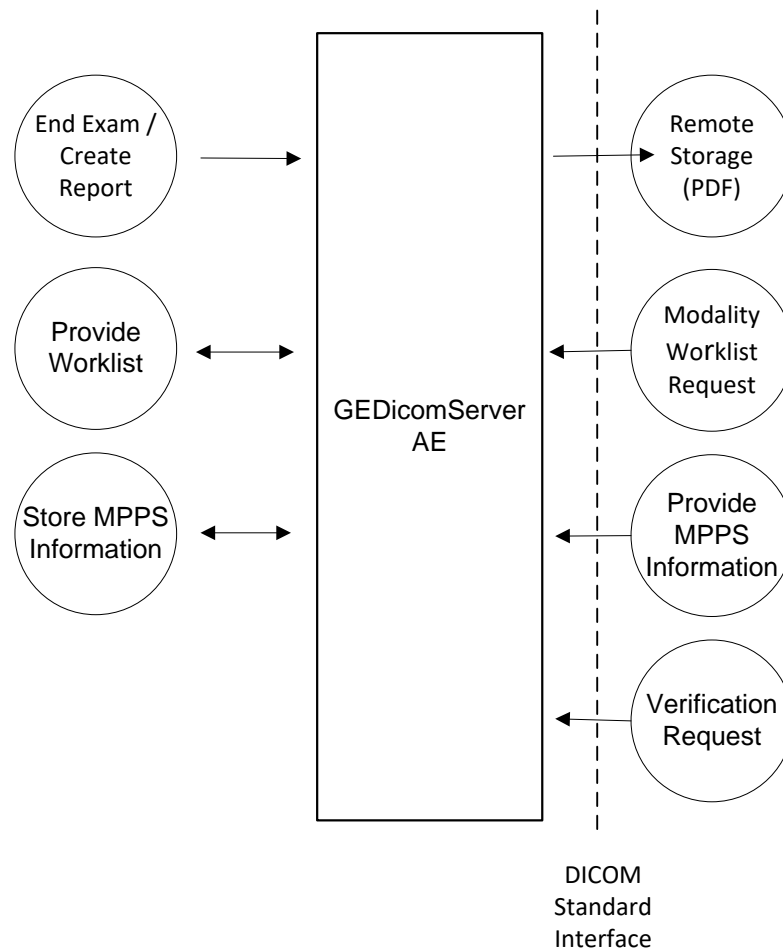 End Exam /
Create
Report
Remote
Storage
(PDF)
Provide
Worklist
Modality
Worklist
Request
GEDicomServer
AE
Store MPPS
Information
Provide
MPPS
Information
Verification
Request
DICOM
Standard
Interface